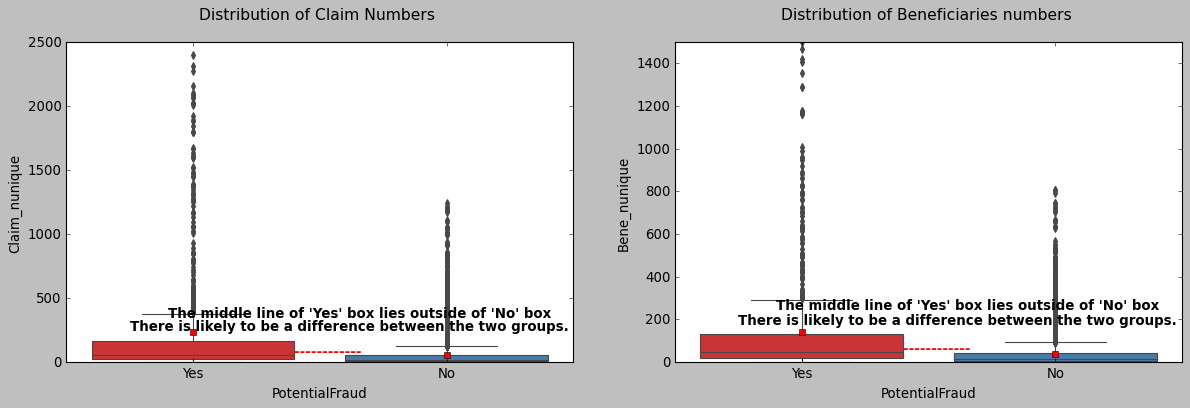 Distribution of Claim Numbers
2500
2000
1500
1000
500
0
Claim_nunique
The middle line of 'Yes' box lies outside of 'No' box
There is likely to be a difference between the two groups.
Yes
No
PotentialFraud
Distribution of Beneficiaries numbers
1400
1200
1000
800
600
400
200
0
Bene_nunique
The middle line of 'Yes' box lies outside of 'No' box
There is likely to be a difference between the two groups.
Yes
No
PotentialFraud